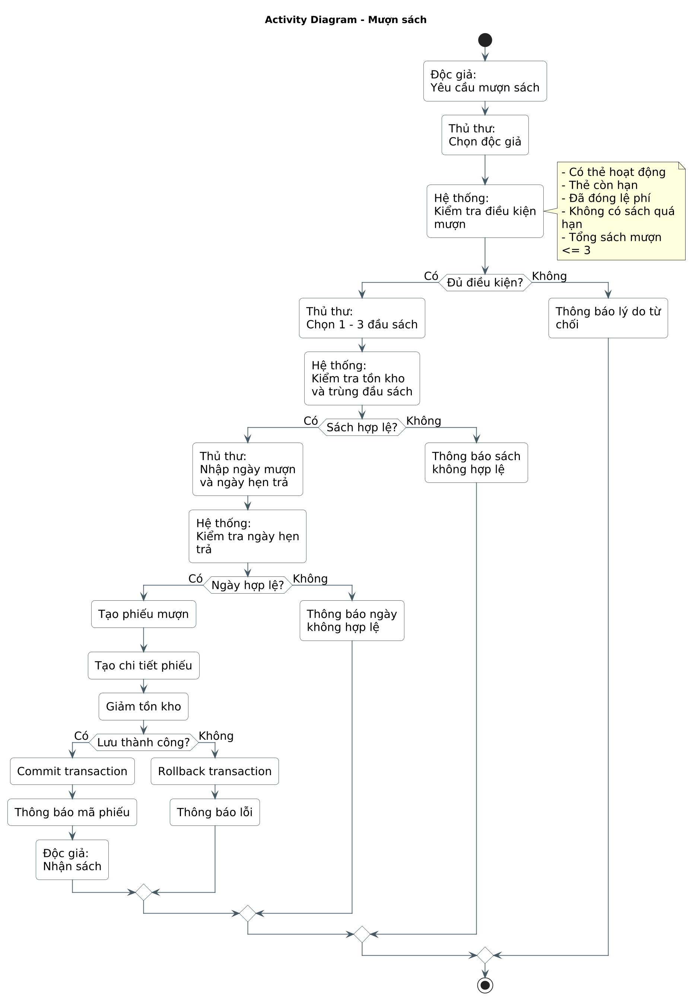 Activity Diagram - Mượn sách
Độc giả:
Yêu cầu mượn sách
Thủ thư:
Chọn độc giả
Hệ thống:
Kiểm tra điều kiện
mượn
- Có thẻ hoạt động
- Thẻ còn hạn
- Đã đóng lệ phí
- Không có sách quá
hạn
- Tổng sách mượn
<= 3
Có
Đủ điều kiện?
Không
Thủ thư:
Chọn 1 - 3 đầu sách
Thông báo lý do từ
chối
Hệ thống:
Kiểm tra tồn kho
và trùng đầu sách
Có
Sách hợp lệ?
Không
Thủ thư:
Nhập ngày mượn
và ngày hẹn trả
Thông báo sách
không hợp lệ
Hệ thống:
Kiểm tra ngày hẹn
trả
Có
Ngày hợp lệ?
Không
Tạo phiếu mượn
Thông báo ngày
không hợp lệ
Tạo chi tiết phiếu
Giảm tồn kho
Có
Lưu thành công?
Không
Commit transaction
Rollback transaction
Thông báo mã phiếu
Thông báo lỗi
Độc giả:
Nhận sách